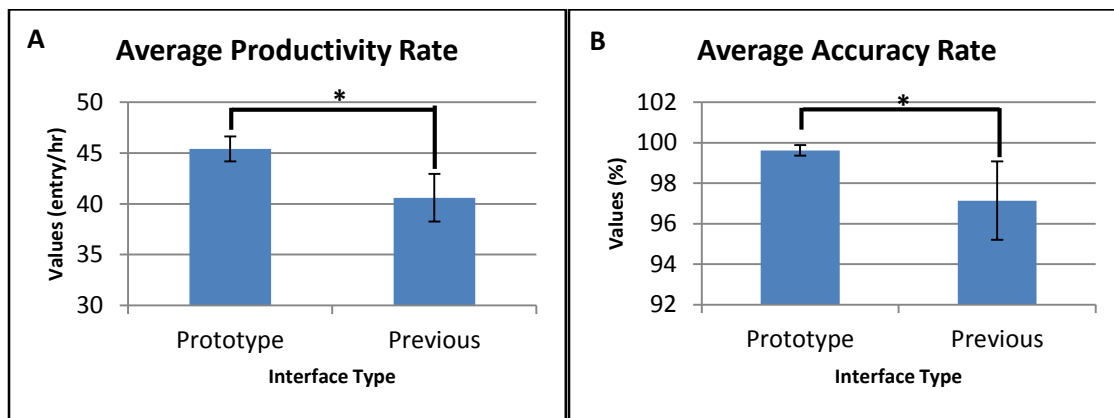 A
Average Productivity Rate
*
Values (entry/hr)
50
45
40
35
30
Prototype Previous
Interface Type
B
Average Accuracy Rate
*
Values (%)
102
100
98
96
94
92
Prototype Previous
Interface Type